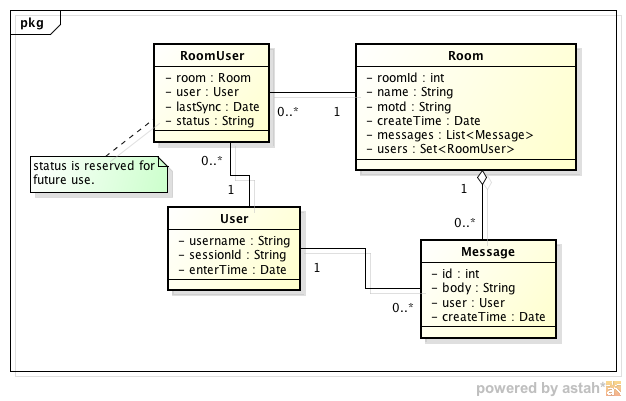 pkg
RoomUser
- room : Room
- user : User
- lastSync : Date
- status : String
Room
- roomId : int
- name : String
- motd : String
- createTime : Date
- messages : List<Message>
- users : Set<RoomUser>
0..*
1
status is reserved for
future use.
0..*
1
1
0..*
User
- username : String
- sessionId : String
- enterTime : Date
1
0..*
Message
- id : int
- body : String
- user : User
- createTime : Date
powered by astah*